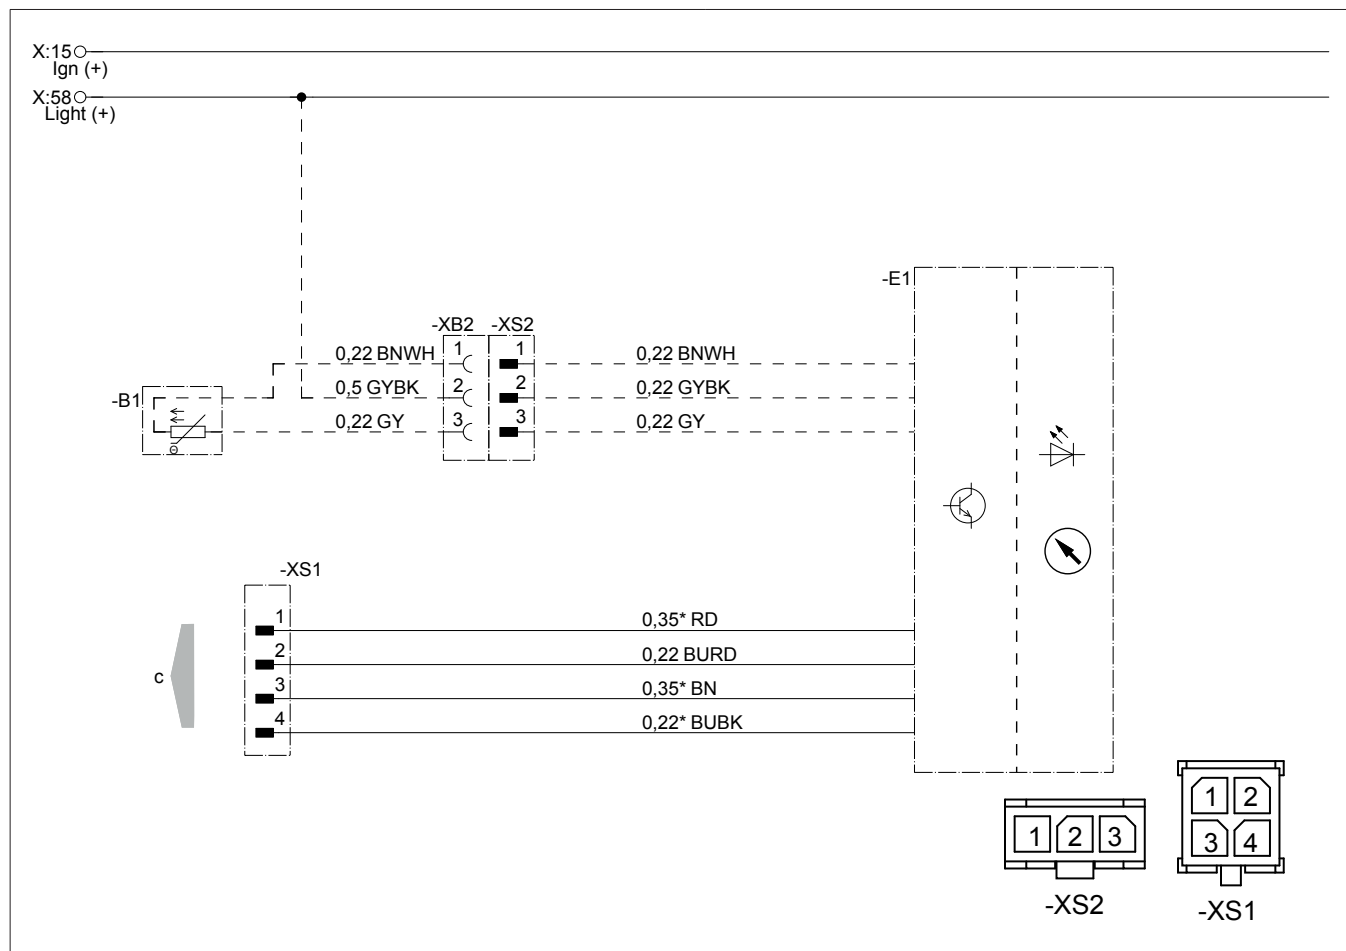 X:15
Ign (+)
X:58
Light (+)
-E1
-XB2 -XS2
0,22 BNWH 1 1 0,22 BNWH
0,5 GYBK 2 2 0,22 GYBK
-B1
0,22 GY 3 3 0,22 GY
-XS1
1 0,35* RD
2 0,22 BURD
c
3 0,35* BN
4 0,22* BUBK
1 2
3 4
1 2 3
-XS2
-XS1